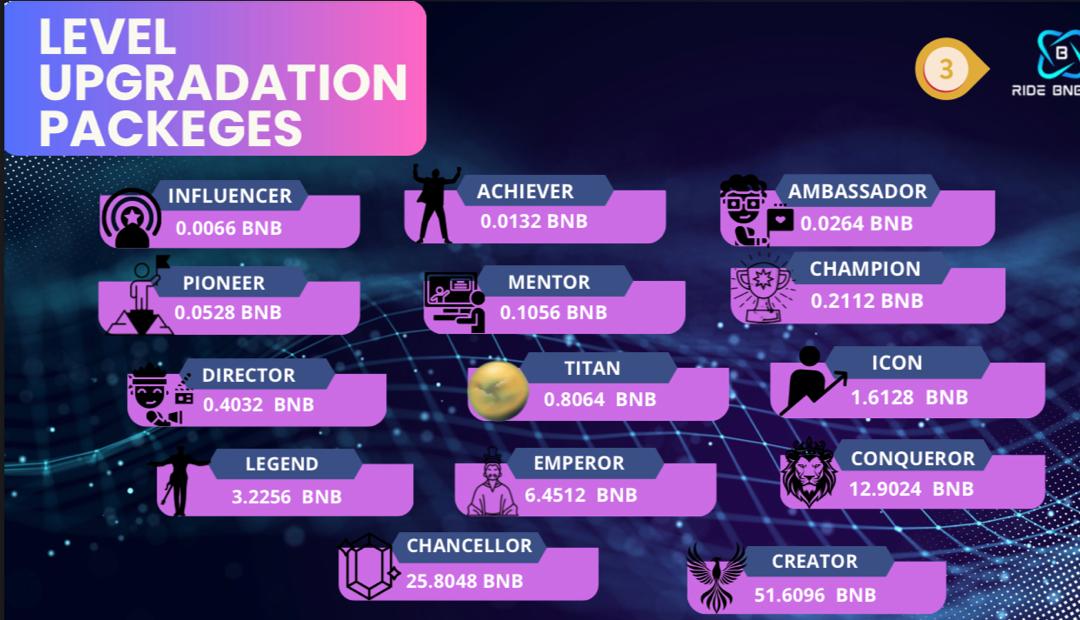 LEVEL
UPGRADATION
PACKEGES
3
B
RIDE BNB
INFLUENCER
0.0066 BNB
ACHIEVER
0.0132 BNB
AMBASSADOR
0.0264 BNB
PIONEER
0.0528 BNB
MENTOR
0.1056 BNB
CHAMPION
0.2112 BNB
DIRECTOR
0.4032 BNB
TITAN
0.8064 BNB
ICON
1.6128 BNB
LEGEND
3.2256 BNB
EMPEROR
6.4512 BNB
CONQUEROR
12.9024 BNB
CHANCELLOR
25.8048 BNB
CREATOR
51.6096 BNB